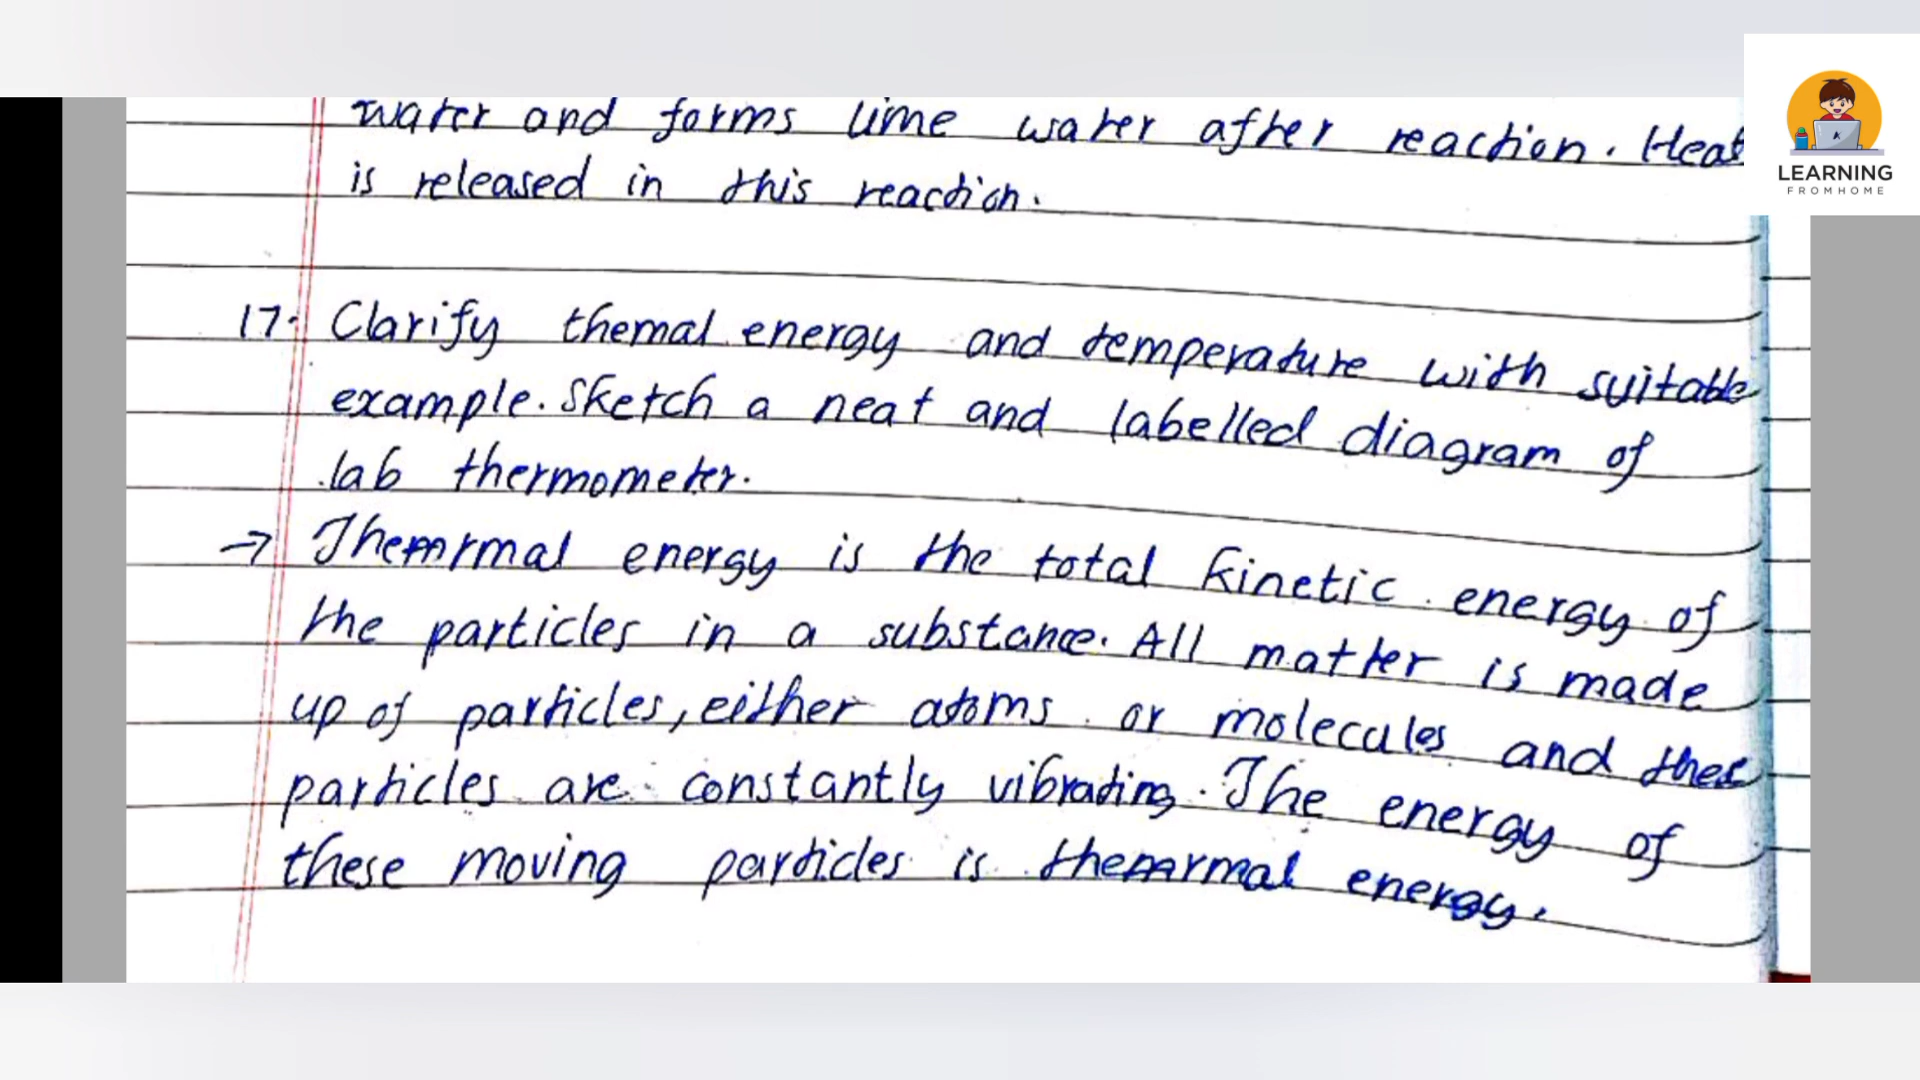 water and forms lime water after reaction. Heat
is released in this reaction.
17. Clarify themal energy and temperature with suitable
example. Sketch a neat and labelled diagram of
lab thermometer.
→ Themrmal energy is the total kinetic energy of
the particles in a substance. All matter is made
up of particles, either atoms or molecules and thes
particles are constantly vibrating. The energy of
these moving particles is themrmal energy.
LEARNING
FROMHOME